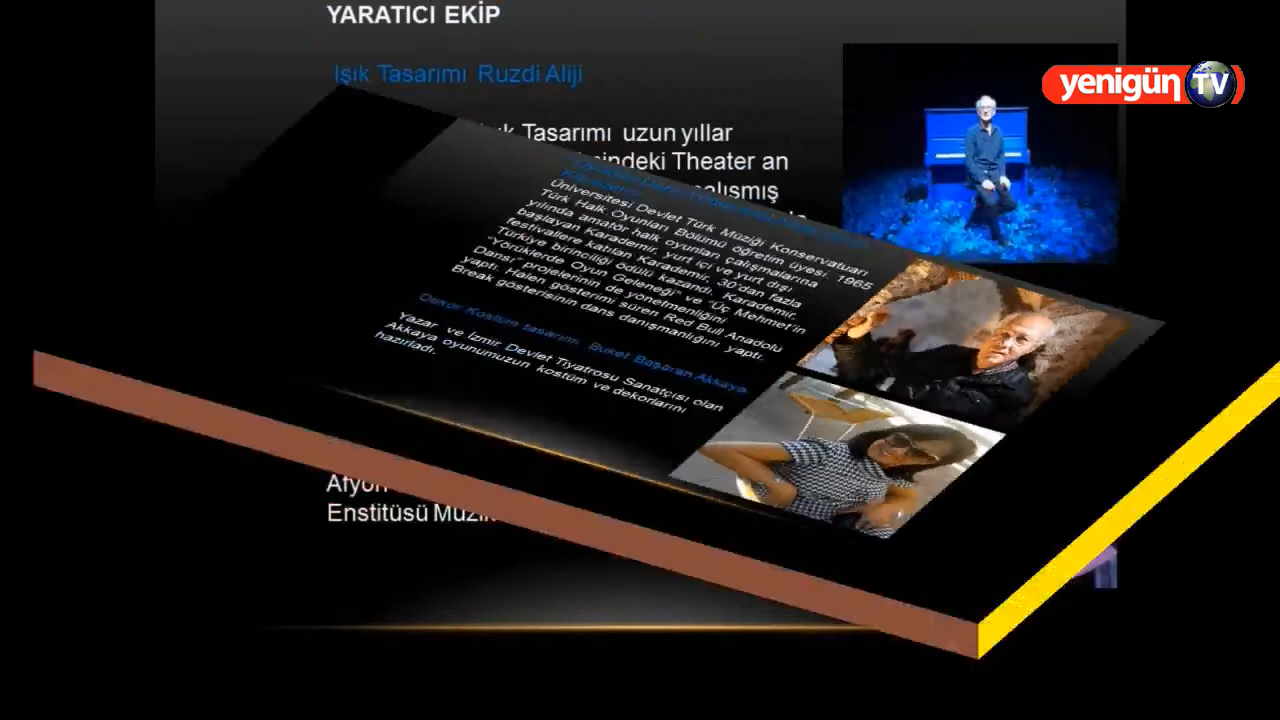 YARATICI EKİP
Işık Tasarımı Ruzdi Aliji
yenigün TV
Tasarımı uzun yıllar
Theater an
Üniversitesi Devlet Türk Müziği Konservatuarı
Türk Halk Oyunları Bölümü öğretim üyesi. 1965
yılında amatör halk oyunları çalışmalarına
başlayan Karademir, yurt içi ve yurt dışı
festivallere katılan Karademir, 30'dan fazla
Türkiye birinciliği ödülü kazandı. Karademir,
"Yörüklerde Oyun Geleneği" ve "Üç Mehmet'in
Dansı" projelerinin de yönetmenliğini
yaptı. Halen gösterimi süren Red Bull Anadolu
Break gösterisinin dans danışmanlığını yaptı.
Dekor Kostüm tasarımı Buket Başaran Akkaya
Yazar ve İzmir Devlet Tiyatrosu Sanatçısı olan
Akkaya oyunumuzun kostüm ve dekorlarını
hazırladı.
Enstitüsü